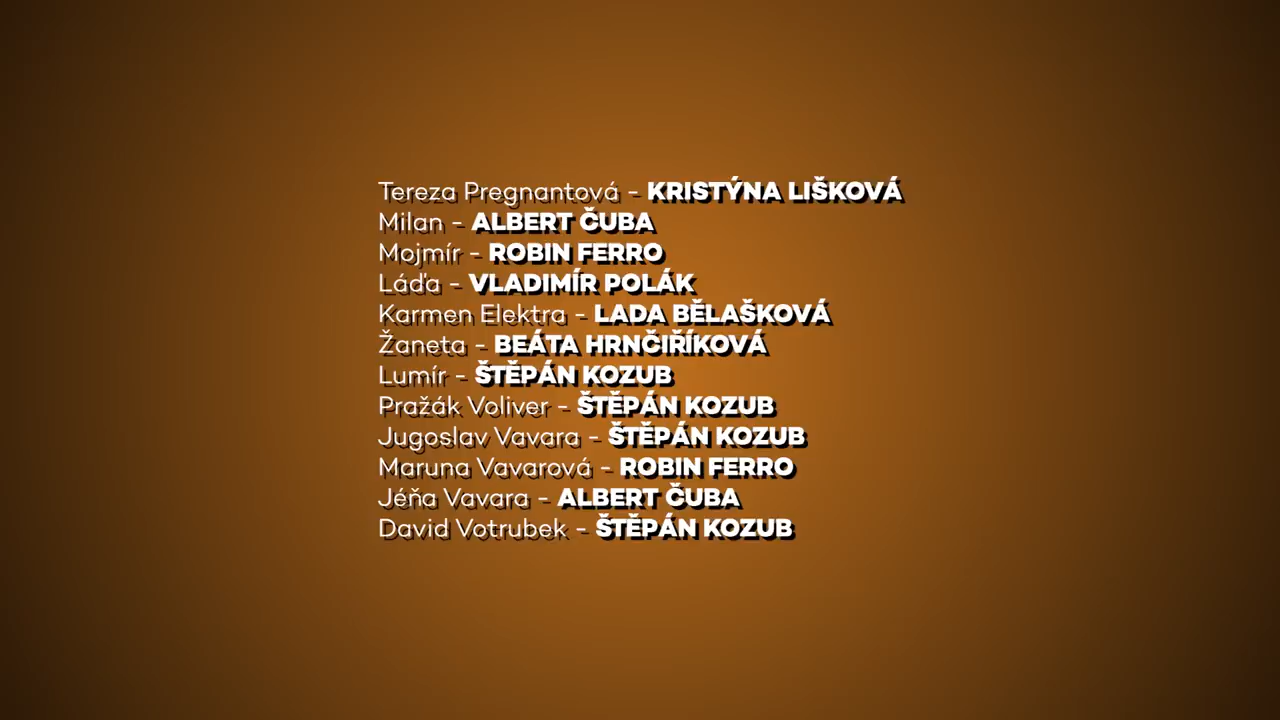 Tereza Pregnantová - KRISTÝNA LIŠKOVÁ
Milan - ALBERT ČUBA
Mojmír - ROBIN FERRO
Láďa - VLADIMÍR POLÁK
Karmen Elektra - LADA BĚLAŠKOVÁ
Žaneta - BEÁTA HRNČIŘÍKOVÁ
Lumír - ŠTĚPÁN KOZUB
Pražák Voliver - ŠTĚPÁN KOZUB
Jugoslav Vavara - ŠTĚPÁN KOZUB
Maruna Vavarová - ROBIN FERRO
Jéňa Vavara - ALBERT ČUBA
David Votrubek - ŠTĚPÁN KOZUB